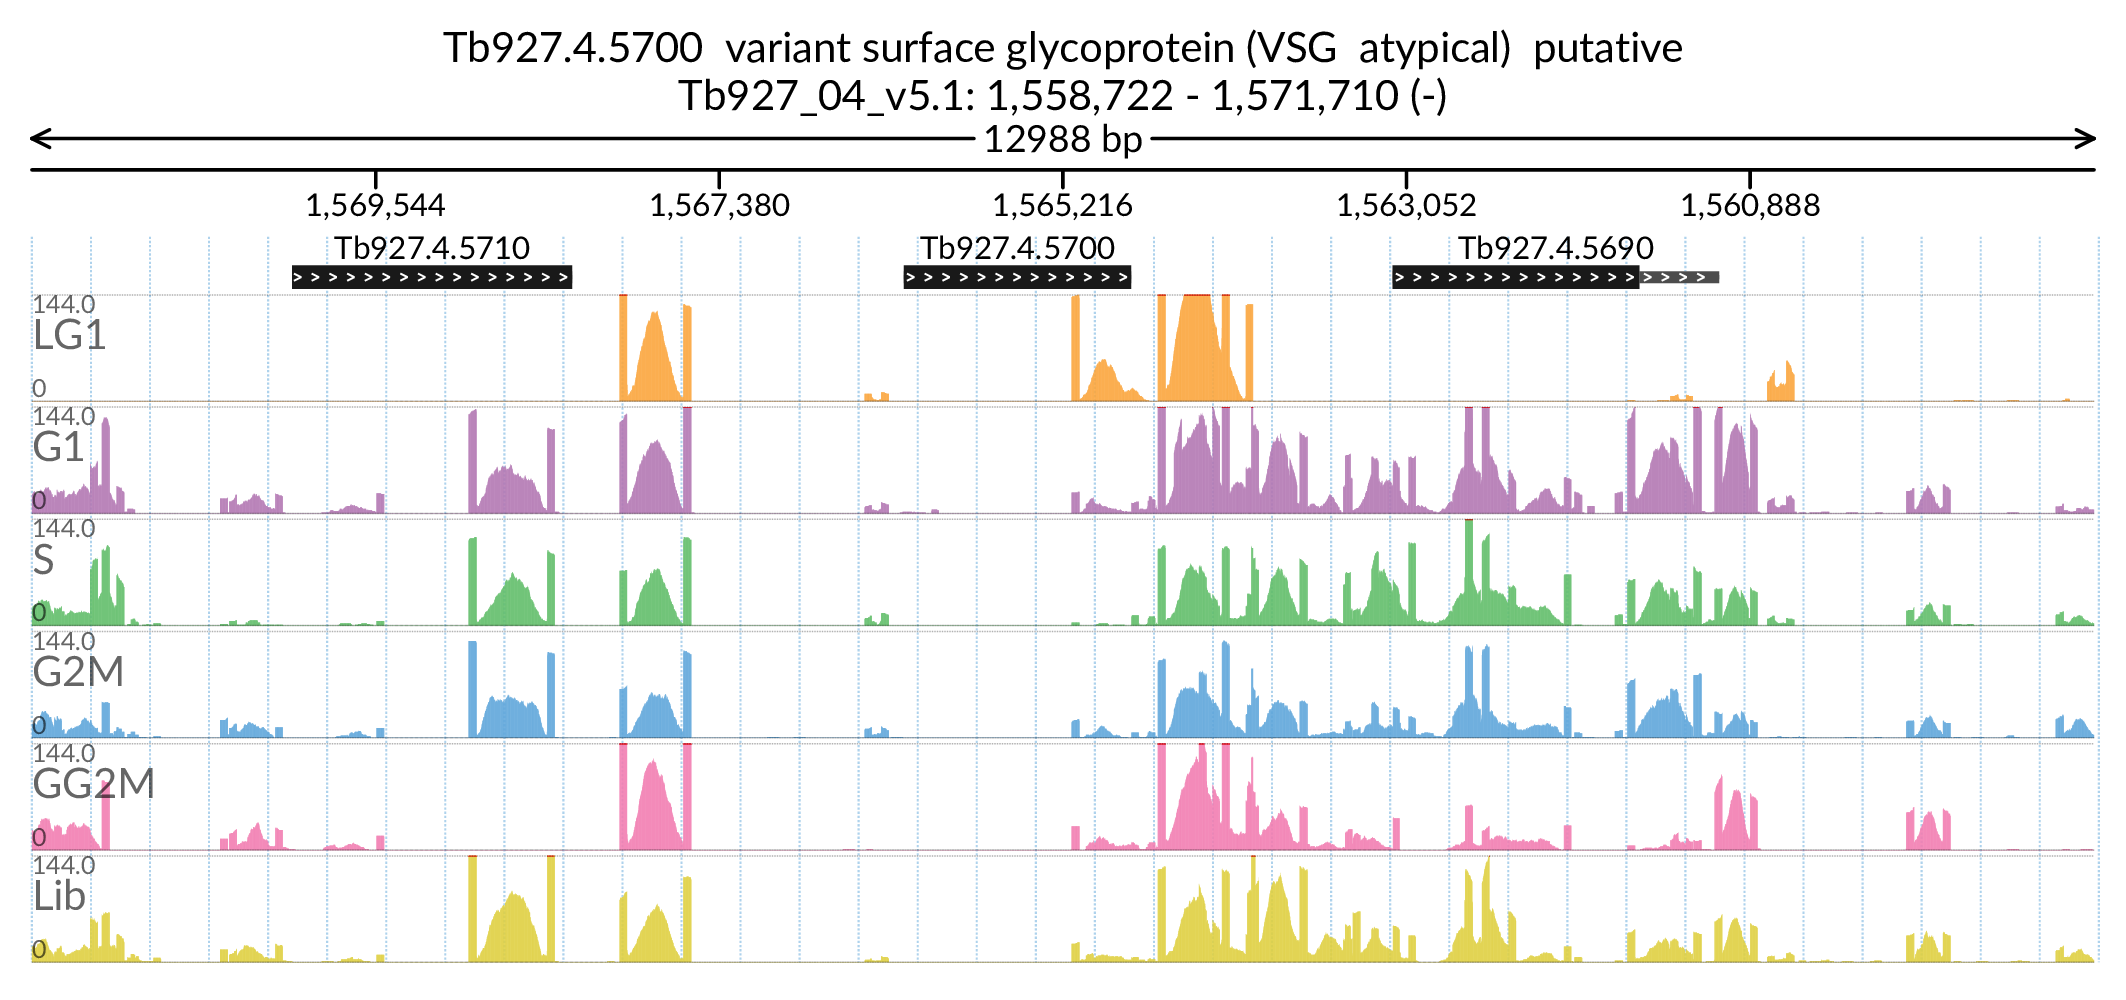 Tb927.4.5700  variant surface glycoprotein (VSG  atypical)  putative
Tb927_04_v5.1: 1,558,722 - 1,571,710 (-)
12988 bp
1,569,544 1,567,380 1,565,216 1,563,052 1,560,888
Tb927.4.5710 Tb927.4.5700 Tb927.4.5690
144.0
LG1
0
144.0
G1
0
144.0
S
0
144.0
G2M
0
144.0
GG2M
0
144.0
Lib
0